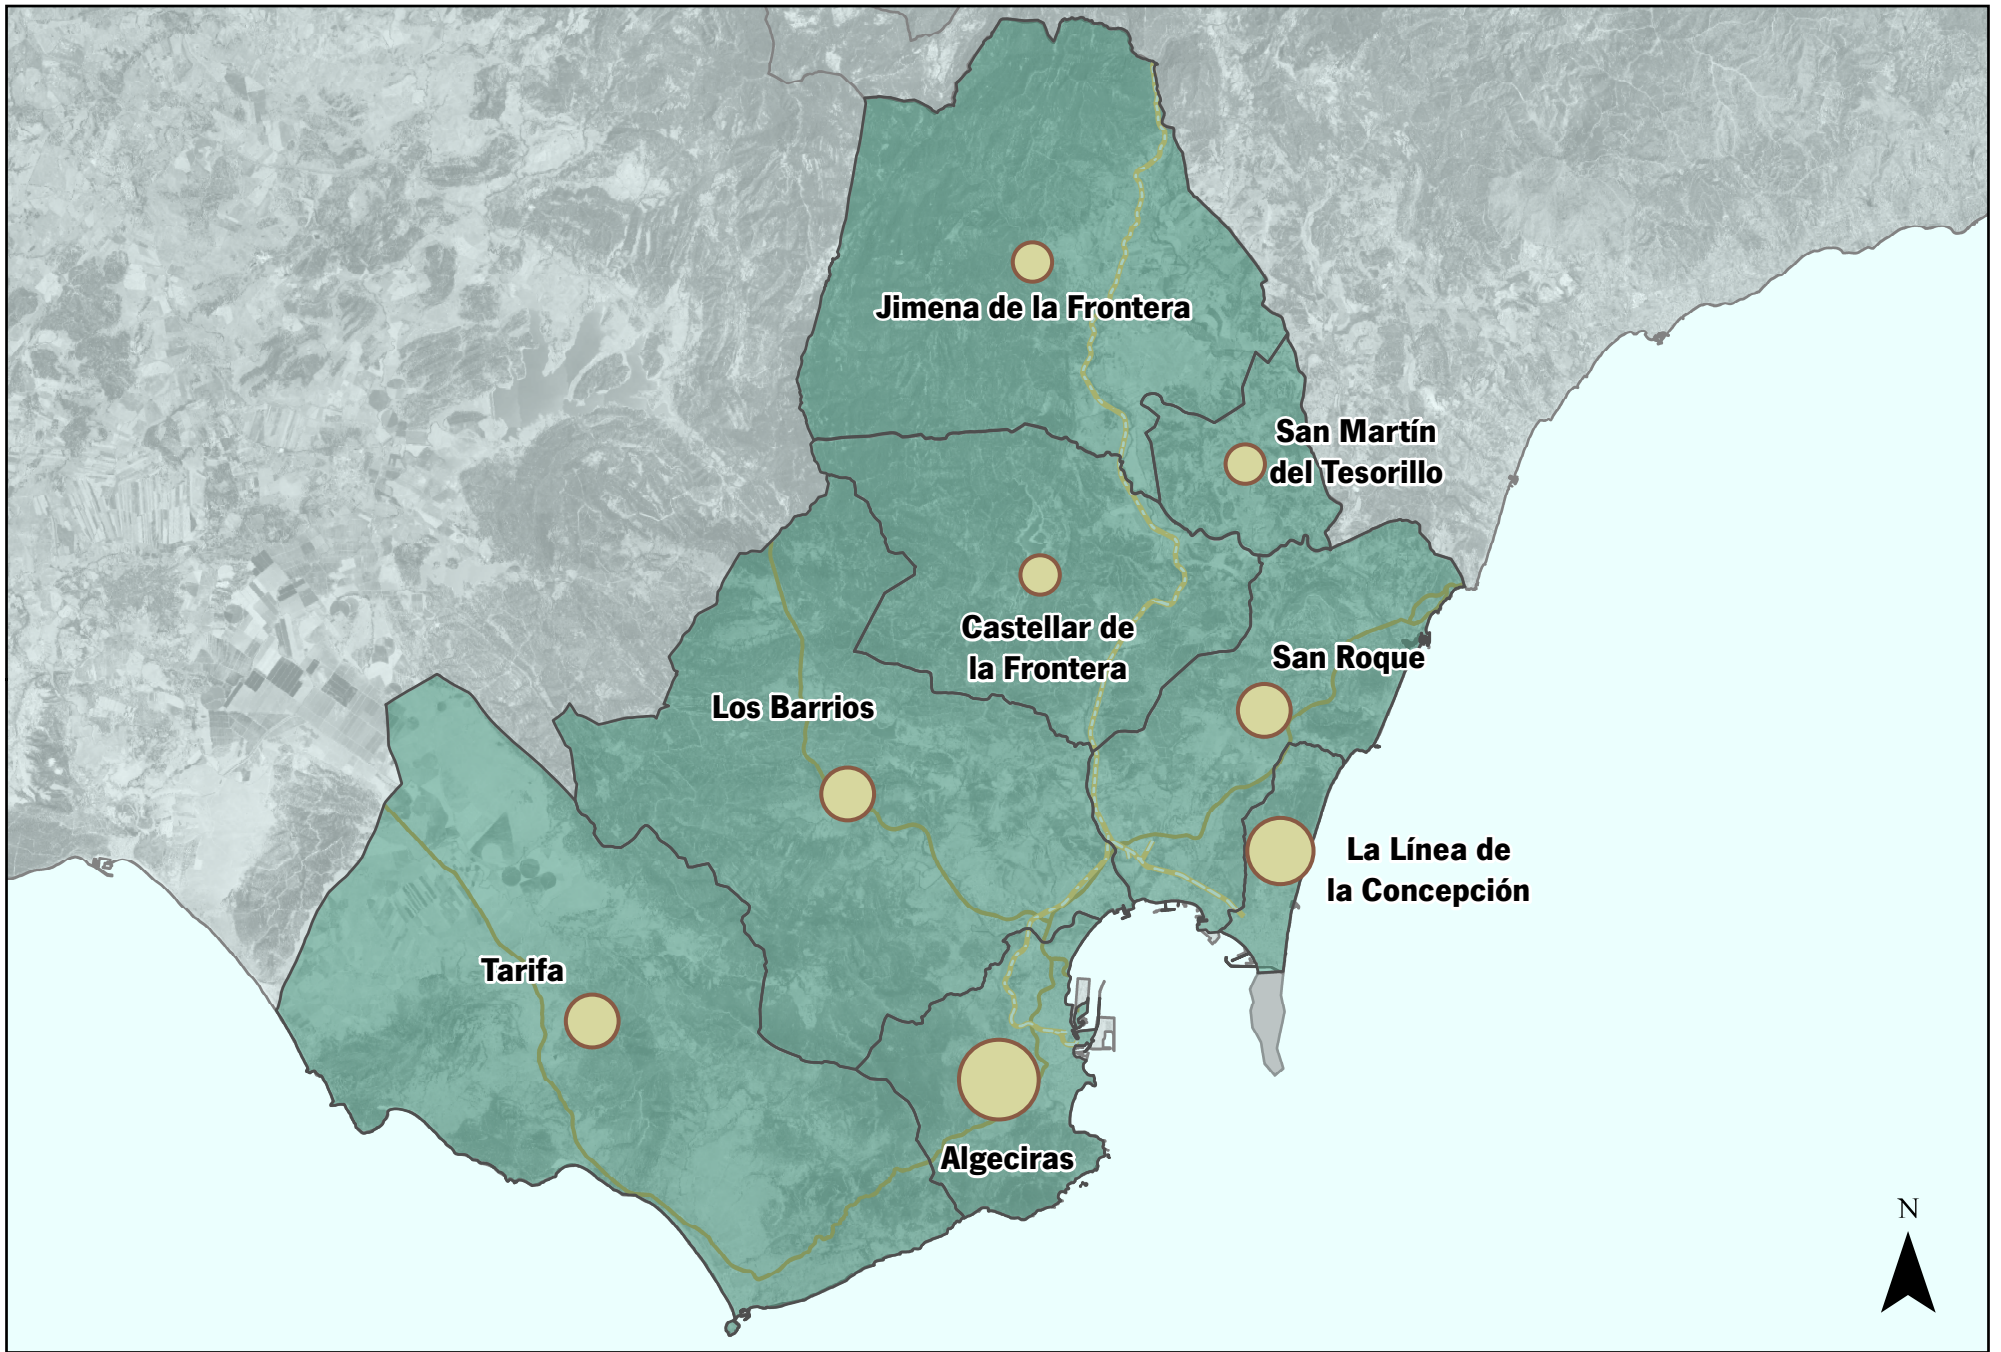 Jimena de la Frontera
San Martín
del Tesorillo
Castellar de
la Frontera
San Roque
Los Barrios
La Línea de
la Concepción
Tarifa
Algeciras
N